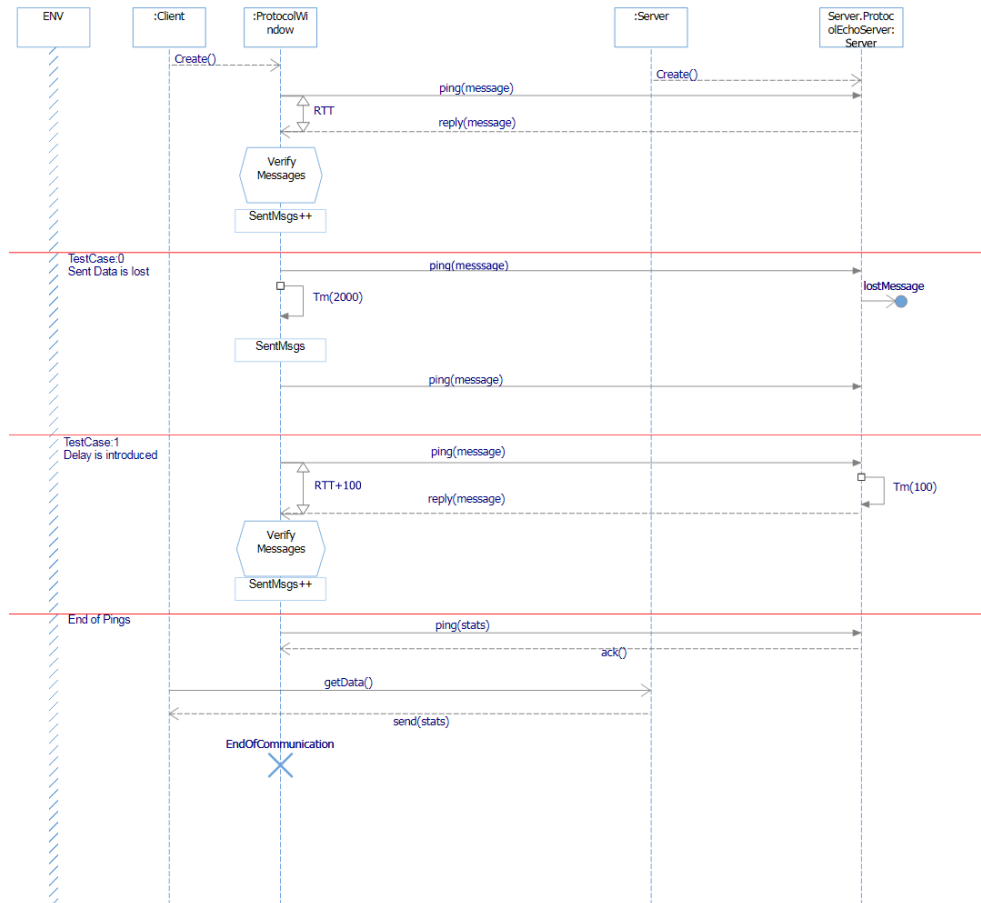 ENV
:Client
:ProtocolWi
ndow
:Server
Server.Protoc
olEchoServer:
Server
Create()
Create()
ping(message)
RTT
reply(message)
Verify
Messages
SentMsgs++
TestCase:0
Sent Data is lost
ping(messsage)
lostMessage
Tm(2000)
SentMsgs
ping(message)
TestCase:1
Delay is introduced
ping(message)
RTT+100
Tm(100)
reply(message)
Verify
Messages
SentMsgs++
End of Pings
ping(stats)
ack()
getData()
send(stats)
EndOfCommunication